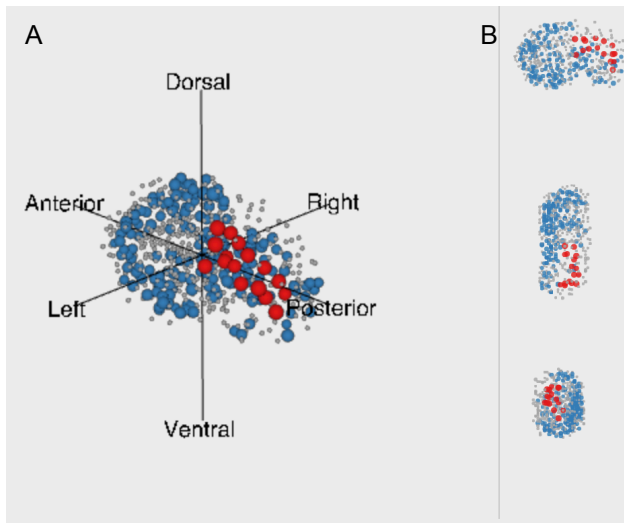 A
B
Dorsal
Anterior
Right
Left
Posterior
Ventral